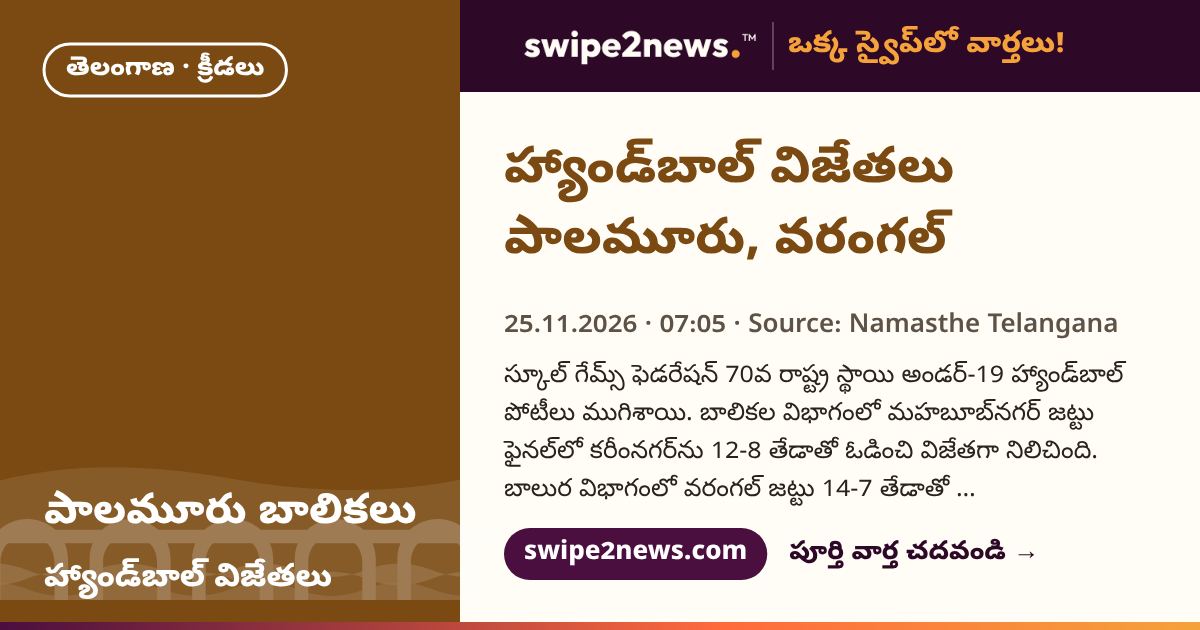 తెలంగాణ · క్రీడలు
swipe2news.™ ఒక్క స్వైప్‌లో వార్తలు!
హ్యాండ్‌బాల్ విజేతలు
పాలమూరు, వరంగల్
25.11.2026 · 07:05 · Source: Namasthe Telangana
స్కూల్ గేమ్స్ ఫెడరేషన్ 70వ రాష్ట్ర స్థాయి అండర్-19 హ్యాండ్‌బాల్
పోటీలు ముగిశాయి. బాలికల విభాగంలో మహబూబ్‌నగర్ జట్టు
ఫైనల్‌లో కరీంనగర్‌ను 12-8 తేడాతో ఓడించి విజేతగా నిలిచింది.
బాలుర విభాగంలో వరంగల్ జట్టు 14-7 తేడాతో ...
పాలమూరు బాలికలు
హ్యాండ్‌బాల్ విజేతలు
swipe2news.com పూర్తి వార్త చదవండి →